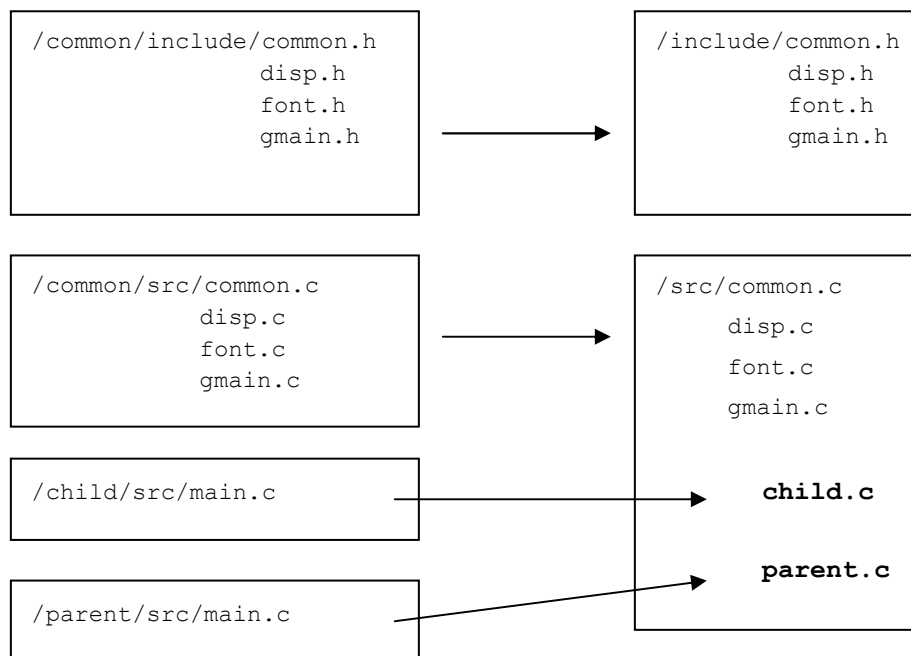 /common/include/common.h
disp.h
font.h
gmain.h
/include/common.h
disp.h
font.h
gmain.h
/common/src/common.c
disp.c
font.c
gmain.c
/src/common.c
disp.c
font.c
gmain.c
/child/src/main.c
child.c
/parent/src/main.c
parent.c